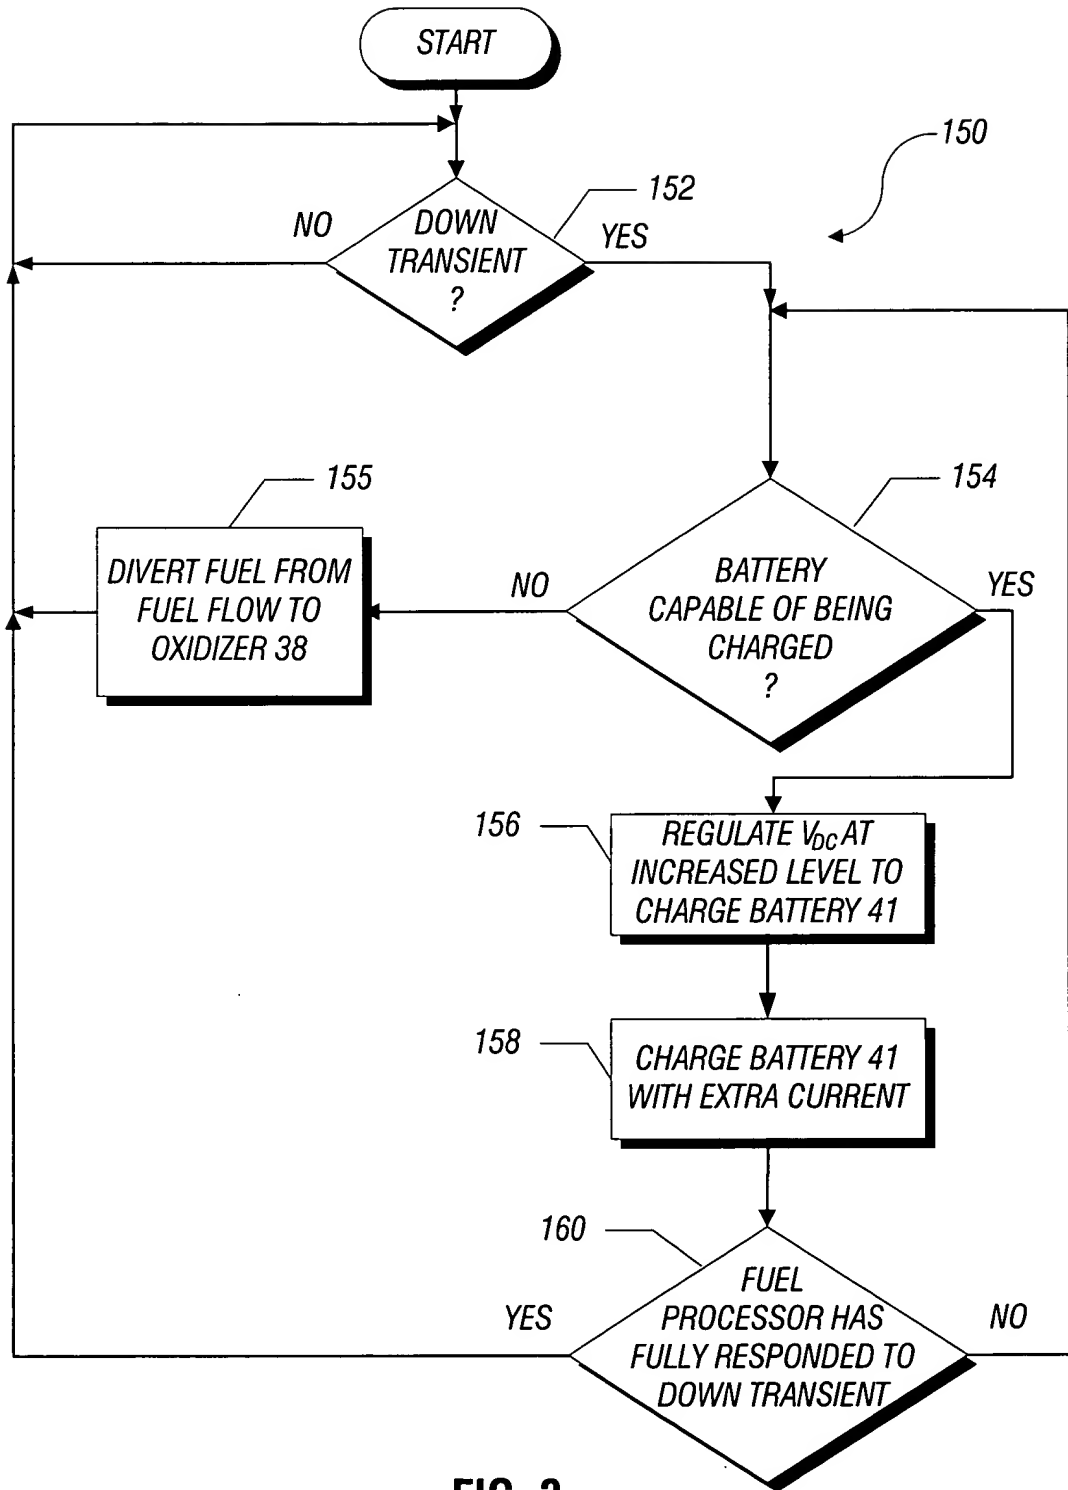 START
150
152
NO
DOWN
TRANSIENT
?
YES
155
154
DIVERT FUEL FROM
FUEL FLOW TO
OXIDIZER 38
NO
BATTERY
CAPABLE OF BEING
CHARGED
?
YES
156
REGULATE VDC AT
INCREASED LEVEL TO
CHARGE BATTERY 41
158
CHARGE BATTERY 41
WITH EXTRA CURRENT
160
YES
FUEL
PROCESSOR HAS
FULLY RESPONDED TO
DOWN TRANSIENT
NO